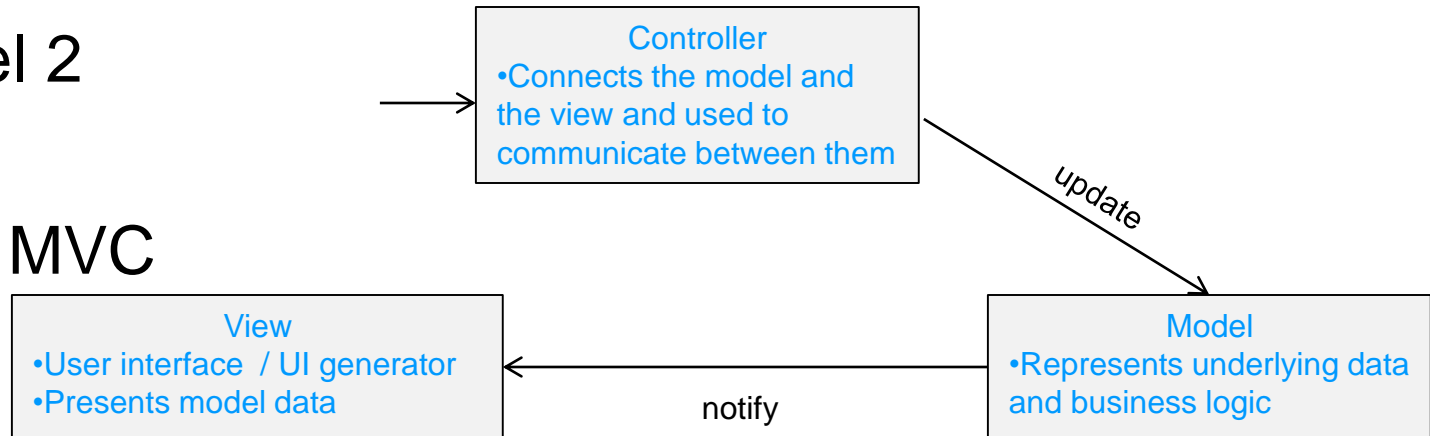 el 2
Controller
•Connects the model and
the view and used to
communicate between them
update
MVC
View
•User interface / UI generator
•Presents model data
notify
Model
•Represents underlying data
and business logic